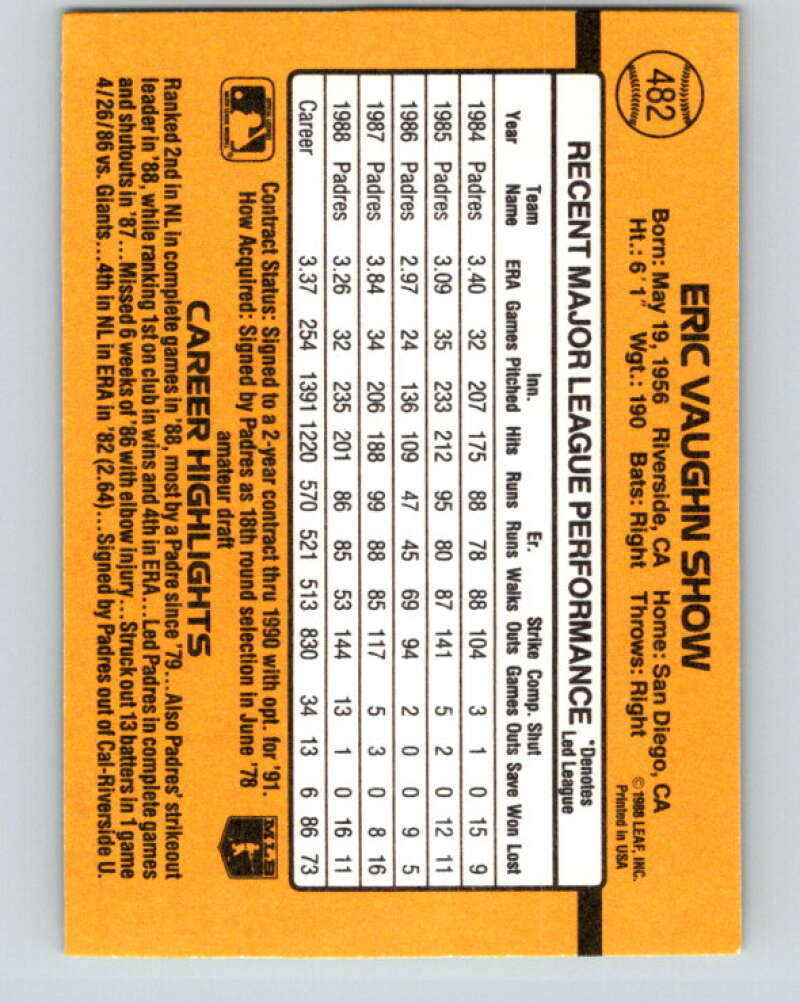 482
ERIC VAUGHN SHOW
Born: May 19, 1956 Riverside, CA Home: San Diego, CA
Ht.: 6'1" Wgt.: 190 Bats: Right Throws: Right
© 1988 LEAF, INC.
Printed in USA
RECENT MAJOR LEAGUE PERFORMANCE *Denotes
Led League
Team Inn. Er. Strike Comp. Shut
Year Name ERA Games Pitched Hits Runs Runs Walks Outs Games Outs Save Won Lost
1984 Padres 3.40 32 207 175 88 78 88 104 3 1 0 15 9
1985 Padres 3.09 35 233 212 95 80 87 141 5 2 0 12 11
1986 Padres 2.97 24 136 109 47 45 69 94 2 0 0 9 5
1987 Padres 3.84 34 206 188 99 88 85 117 5 3 0 8 16
1988 Padres 3.26 32 235 201 86 85 53 144 13 1 0 16 11
Career 3.37 254 1391 1220 570 521 513 830 34 13 6 86 73
Contract Status: Signed to a 2-year contract thru 1990 with opt. for '91.
How Acquired: Signed by Padres as 18th round selection in June '78
amateur draft
MLB
CAREER HIGHLIGHTS
Ranked 2nd in NL in complete games in '88, most by a Padre since '79...Also Padres' strikeout
leader in '88, while ranking 1st on club in wins and 4th in ERA...Led Padres in complete games
and shutouts in '87...Missed 6 weeks of '86 with elbow injury...Struck out 13 batters in 1 game
4/26/86 vs. Giants...4th in NL in ERA in '82 (2.64)...Signed by Padres out of Cal-Riverside U.